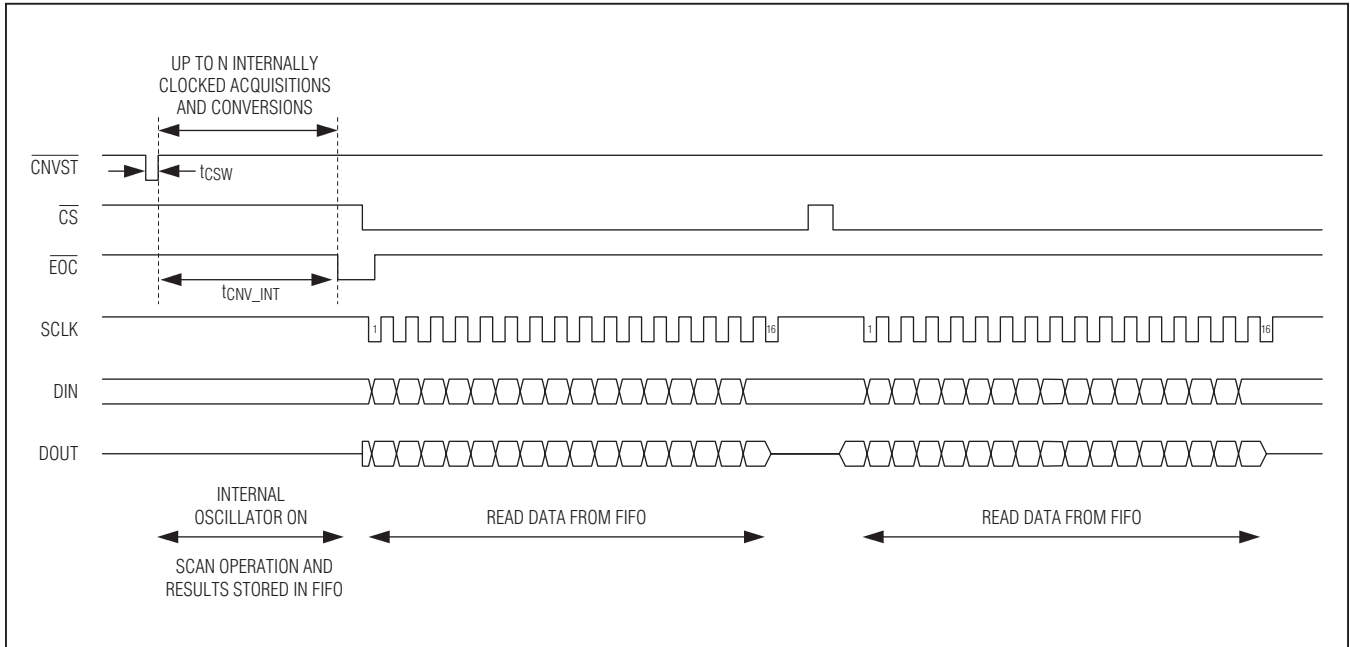 UP TO N INTERNALLY
CLOCKED ACQUISITIONS
AND CONVERSIONS
CNVST
tCSW
CS
EOC
tCNV_INT
SCLK
1
16
1
16
DIN
DOUT
INTERNAL
OSCILLATOR ON
READ DATA FROM FIFO
READ DATA FROM FIFO
SCAN OPERATION AND
RESULTS STORED IN FIFO